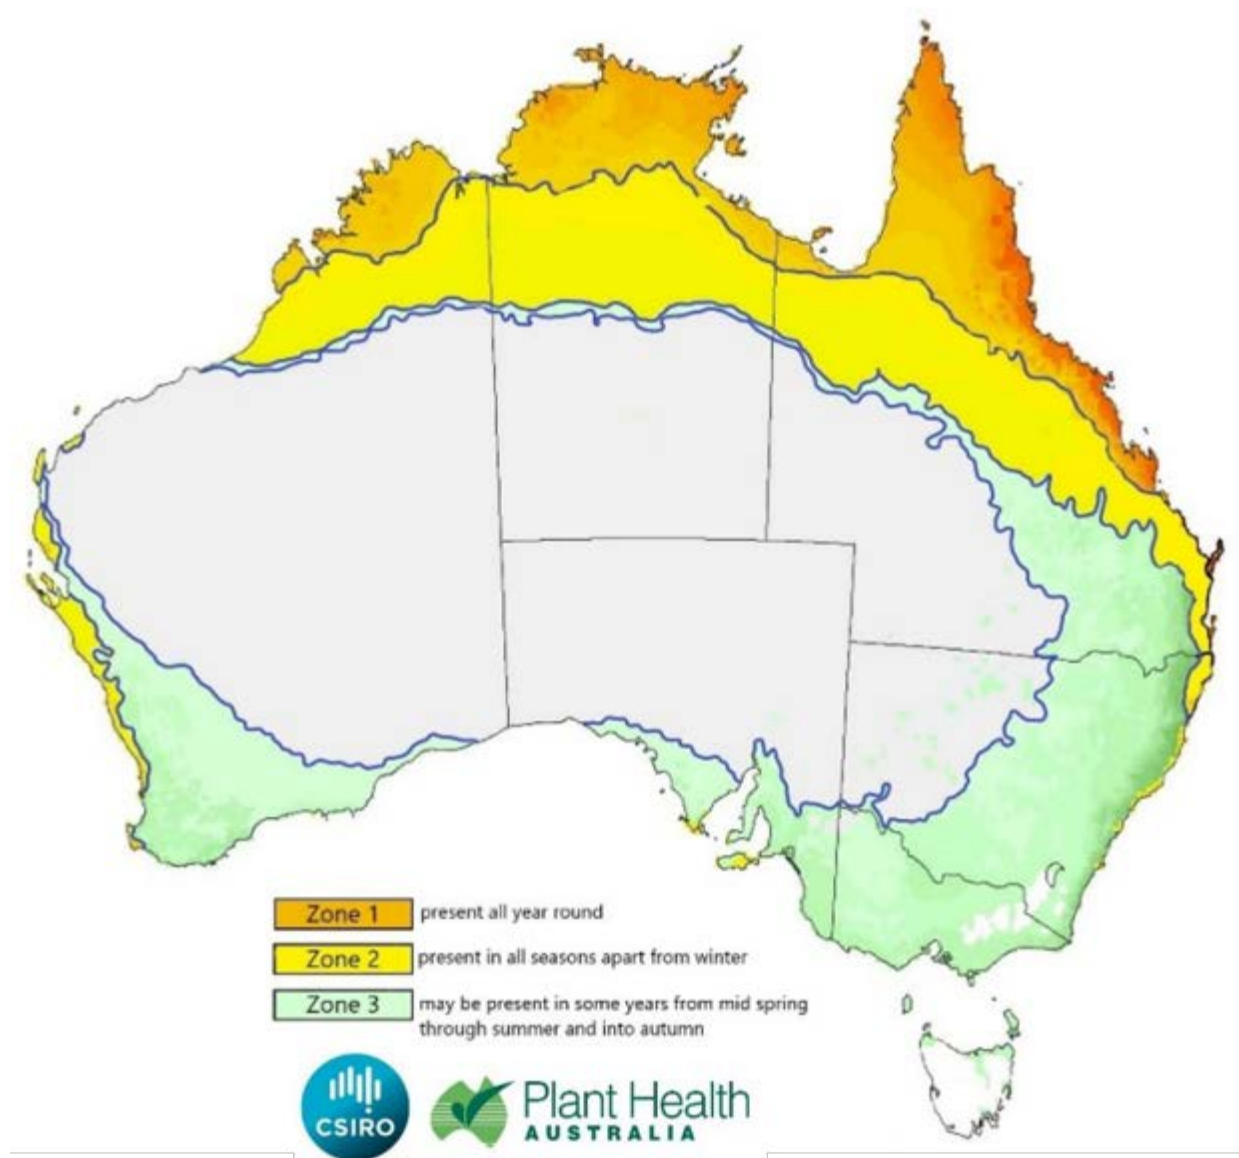 Zone 1 present all year round
Zone 2 present in all seasons apart from winter
Zone 3 may be present in some years from mid spring
through summer and into autumn
CSIRO
Plant Health
AUSTRALIA